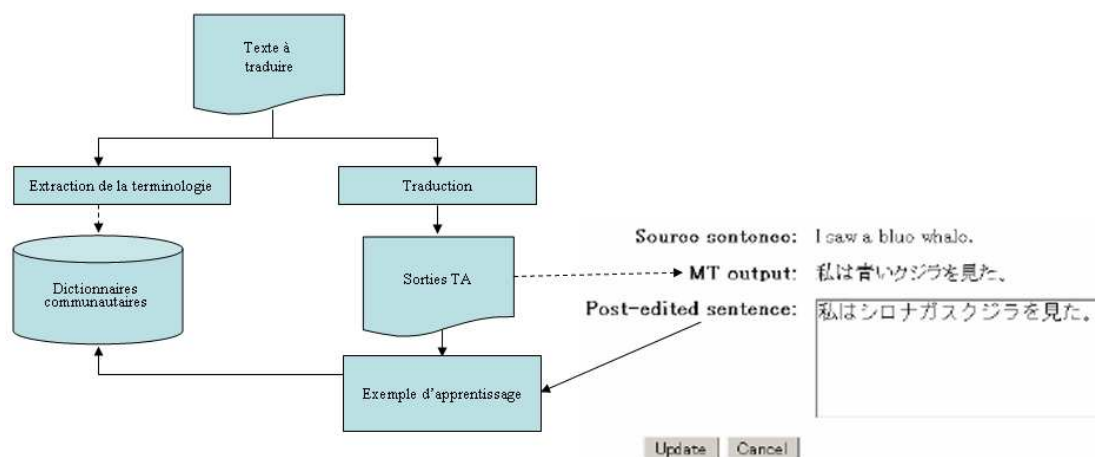 Texte à
traduire
Extraction de la terminologie
Traduction
Dictionnaires
communautaires
Sorties TA
Exemple d'apprentissage
Source sentence: I saw a blue whale.
MT output: 私は青いクジラを見た。
Post-edited sentence: 私はシロナガスクジラを見た。
Update Cancel